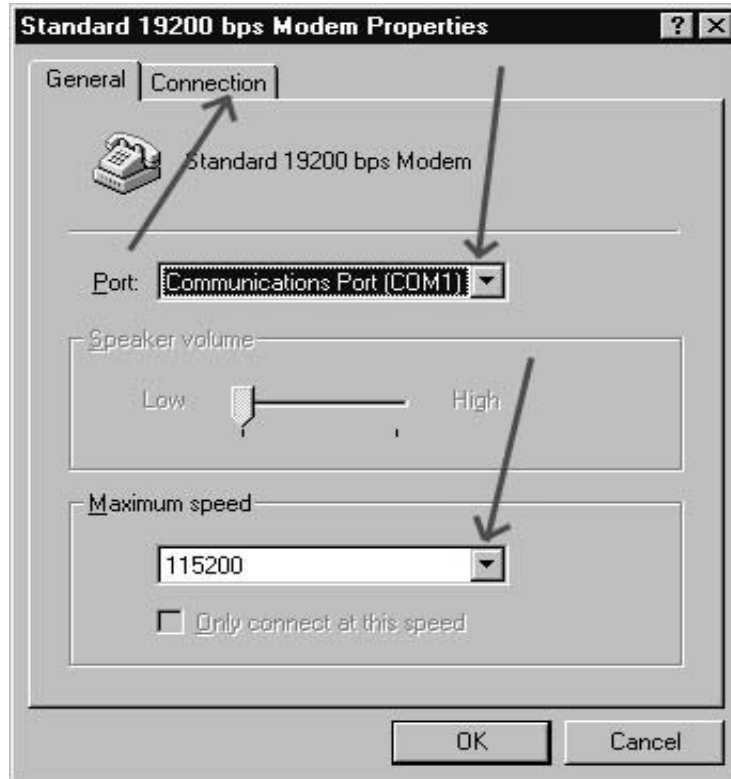 Standard 19200 bps Modem Properties
General Connection
Standard 19200 bps Modem
Port: Communications Port (COM1)
Speaker volume
Low High
Maximum speed
115200
Only connect at this speed
OK Cancel